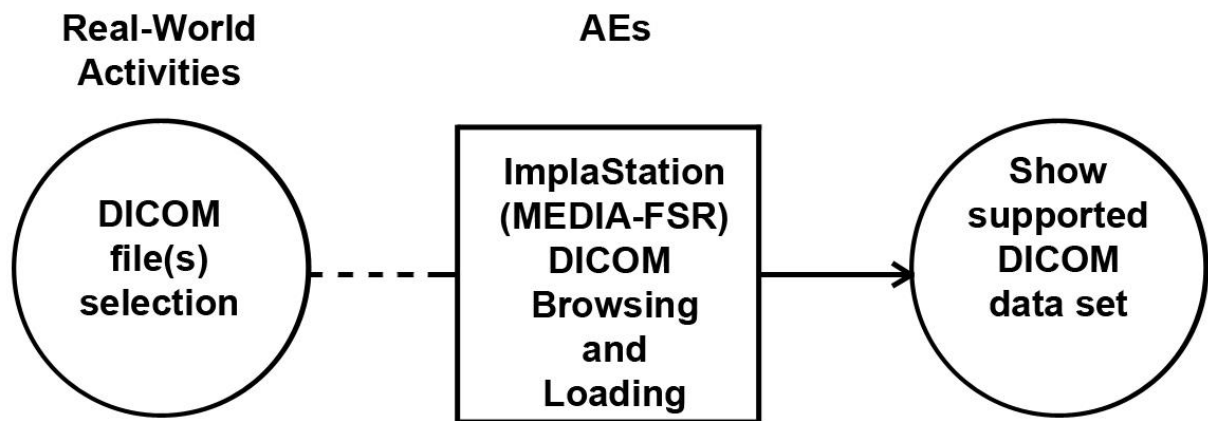 Real-World
Activities
AEs
DICOM
file(s)
selection
ImplaStation
(MEDIA-FSR)
DICOM
Browsing
and
Loading
Show
supported
DICOM
data set